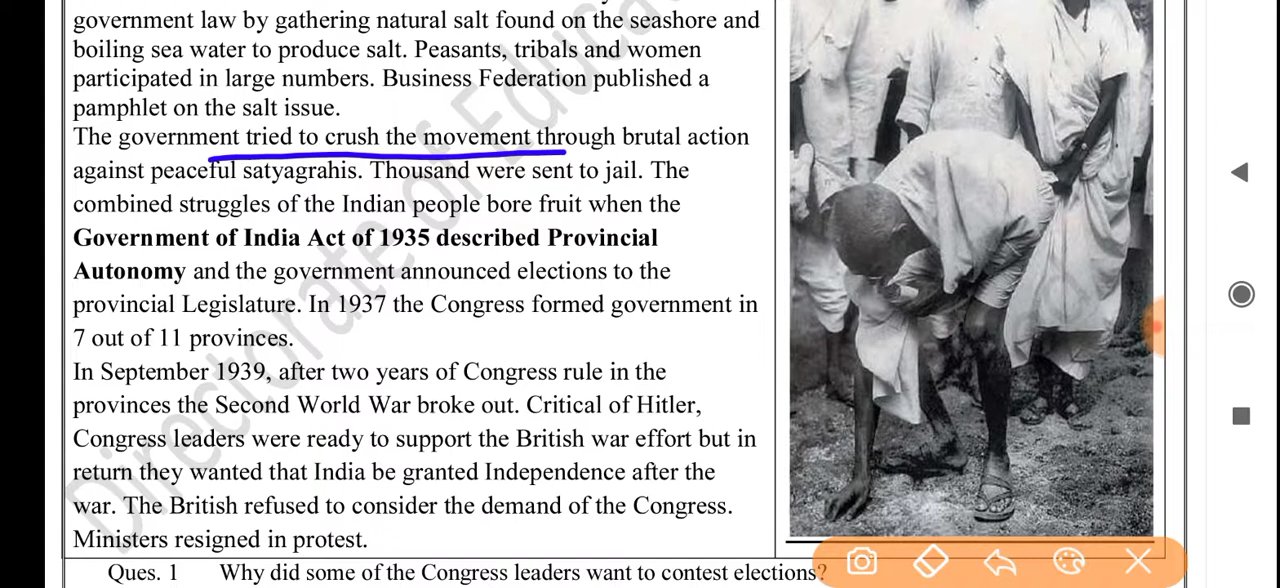 government law by gathering natural salt found on the seashore and
boiling sea water to produce salt. Peasants, tribals and women
participated in large numbers. Business Federation published a
pamphlet on the salt issue.
The government tried to crush the movement through brutal action
against peaceful satyagrahis. Thousand were sent to jail. The
combined struggles of the Indian people bore fruit when the
Government of India Act of 1935 described Provincial
Autonomy and the government announced elections to the
provincial Legislature. In 1937 the Congress formed government in
7 out of 11 provinces.
In September 1939, after two years of Congress rule in the
provinces the Second World War broke out. Critical of Hitler,
Congress leaders were ready to support the British war effort but in
return they wanted that India be granted Independence after the
war. The British refused to consider the demand of the Congress.
Ministers resigned in protest.
Ques. 1 Why did some of the Congress leaders want to contest elections?
Directorate of Educat